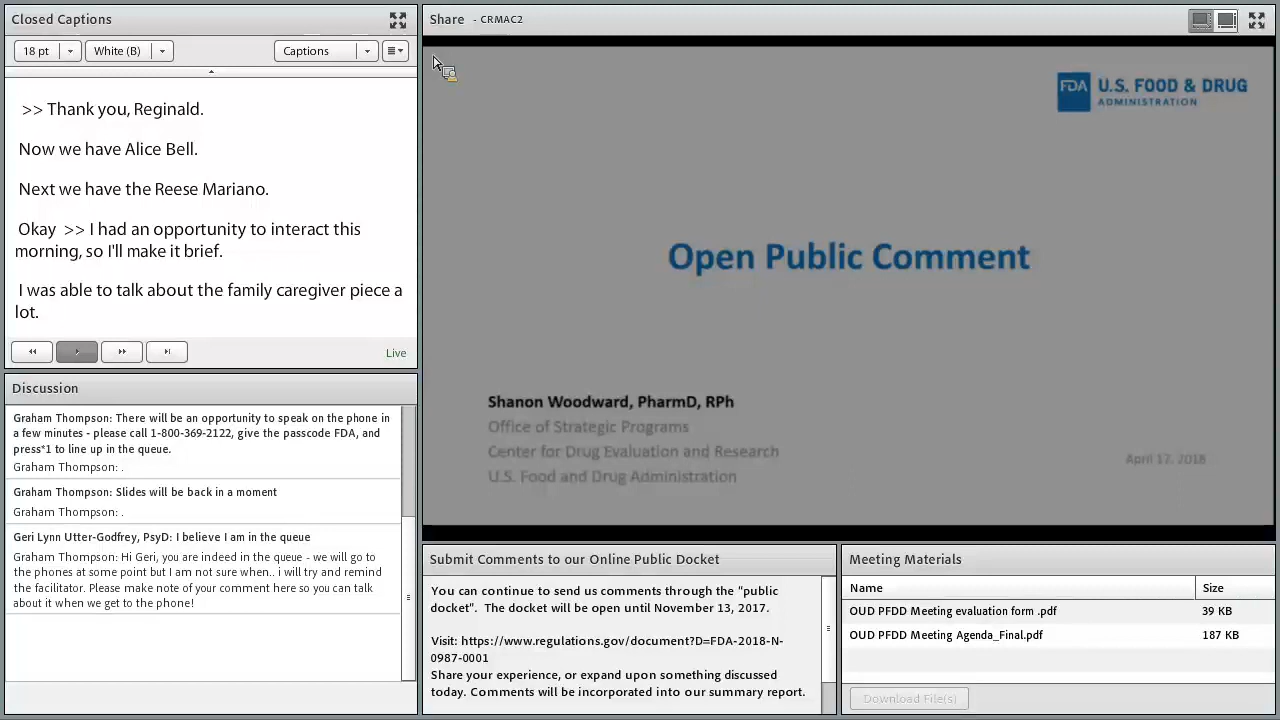 Closed Captions
18 pt
White (B)
Captions
>> Thank you, Reginald.
Now we have Alice Bell.
Next we have the Reese Mariano.
Okay  >> I had an opportunity to interact this
morning, so I'll make it brief.
I was able to talk about the family caregiver piece a
lot.
Live
Discussion
Graham Thompson: There will be an opportunity to speak on the phone in
a few minutes - please call 1-800-369-2122, give the passcode FDA, and
press*1 to line up in the queue.
Graham Thompson: .
Graham Thompson: Slides will be back in a moment
Graham Thompson: .
Geri Lynn Utter-Godfrey, PsyD: I believe I am in the queue
Graham Thompson: Hi Geri, you are indeed in the queue - we will go to
the phones at some point but I am not sure when.. i will try and remind
the facilitator. Please make note of your comment here so you can talk
about it when we get to the phone!
Share - CRMAC2
FDA U.S. FOOD & DRUG
ADMINISTRATION
Open Public Comment
Shanon Woodward, PharmD, RPh
Office of Strategic Programs
Center for Drug Evaluation and Research
U.S. Food and Drug Administration
April 17, 2018
Submit Comments to our Online Public Docket
You can continue to send us comments through the "public
docket".  The docket will be open until November 13, 2017.
Visit: https://www.regulations.gov/document?D=FDA-2018-N-
0987-0001
Share your experience, or expand upon something discussed
today. Comments will be incorporated into our summary report.
Meeting Materials
Name Size
OUD PFDD Meeting evaluation form .pdf 39 KB
OUD PFDD Meeting Agenda_Final.pdf 187 KB
Download File(s)